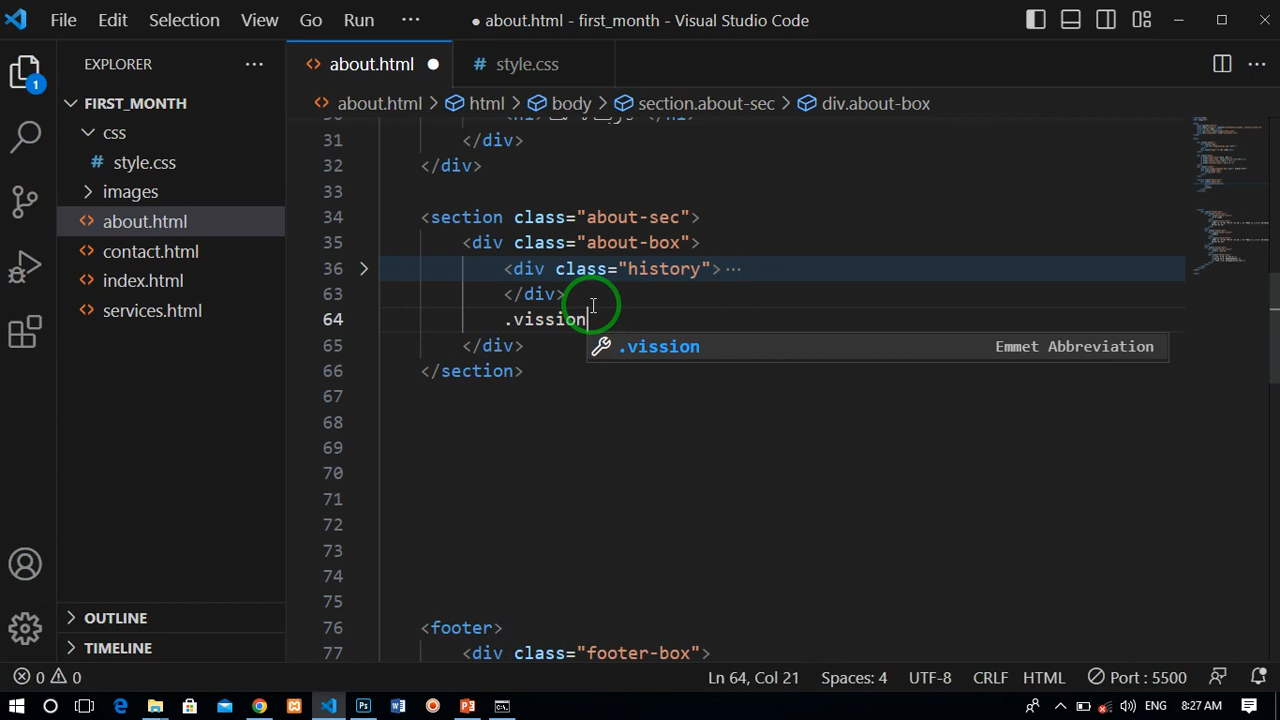 File Edit Selection View Go Run ··· ● about.html - first_month - Visual Studio Code
EXPLORER ···
1
FIRST_MONTH
css
# style.css
images
<> about.html
<> contact.html
<> index.html
<> services.html
OUTLINE
TIMELINE
<> about.html ● # style.css
<> about.html > html > body > section.about-sec > div.about-box
31 </div>
32 </div>
33
34 <section class="about-sec">
35 <div class="about-box">
36 <div class="history"> ···
63 </div>
64 .vission
.vission Emmet Abbreviation
65 </div>
66 </section>
67
68
69
70
71
72
73
74
75
76 <footer>
77 <div class="footer-box">
0 0 Ln 64, Col 21 Spaces: 4 UTF-8 CRLF HTML Port : 5500
ENG 8:27 AM